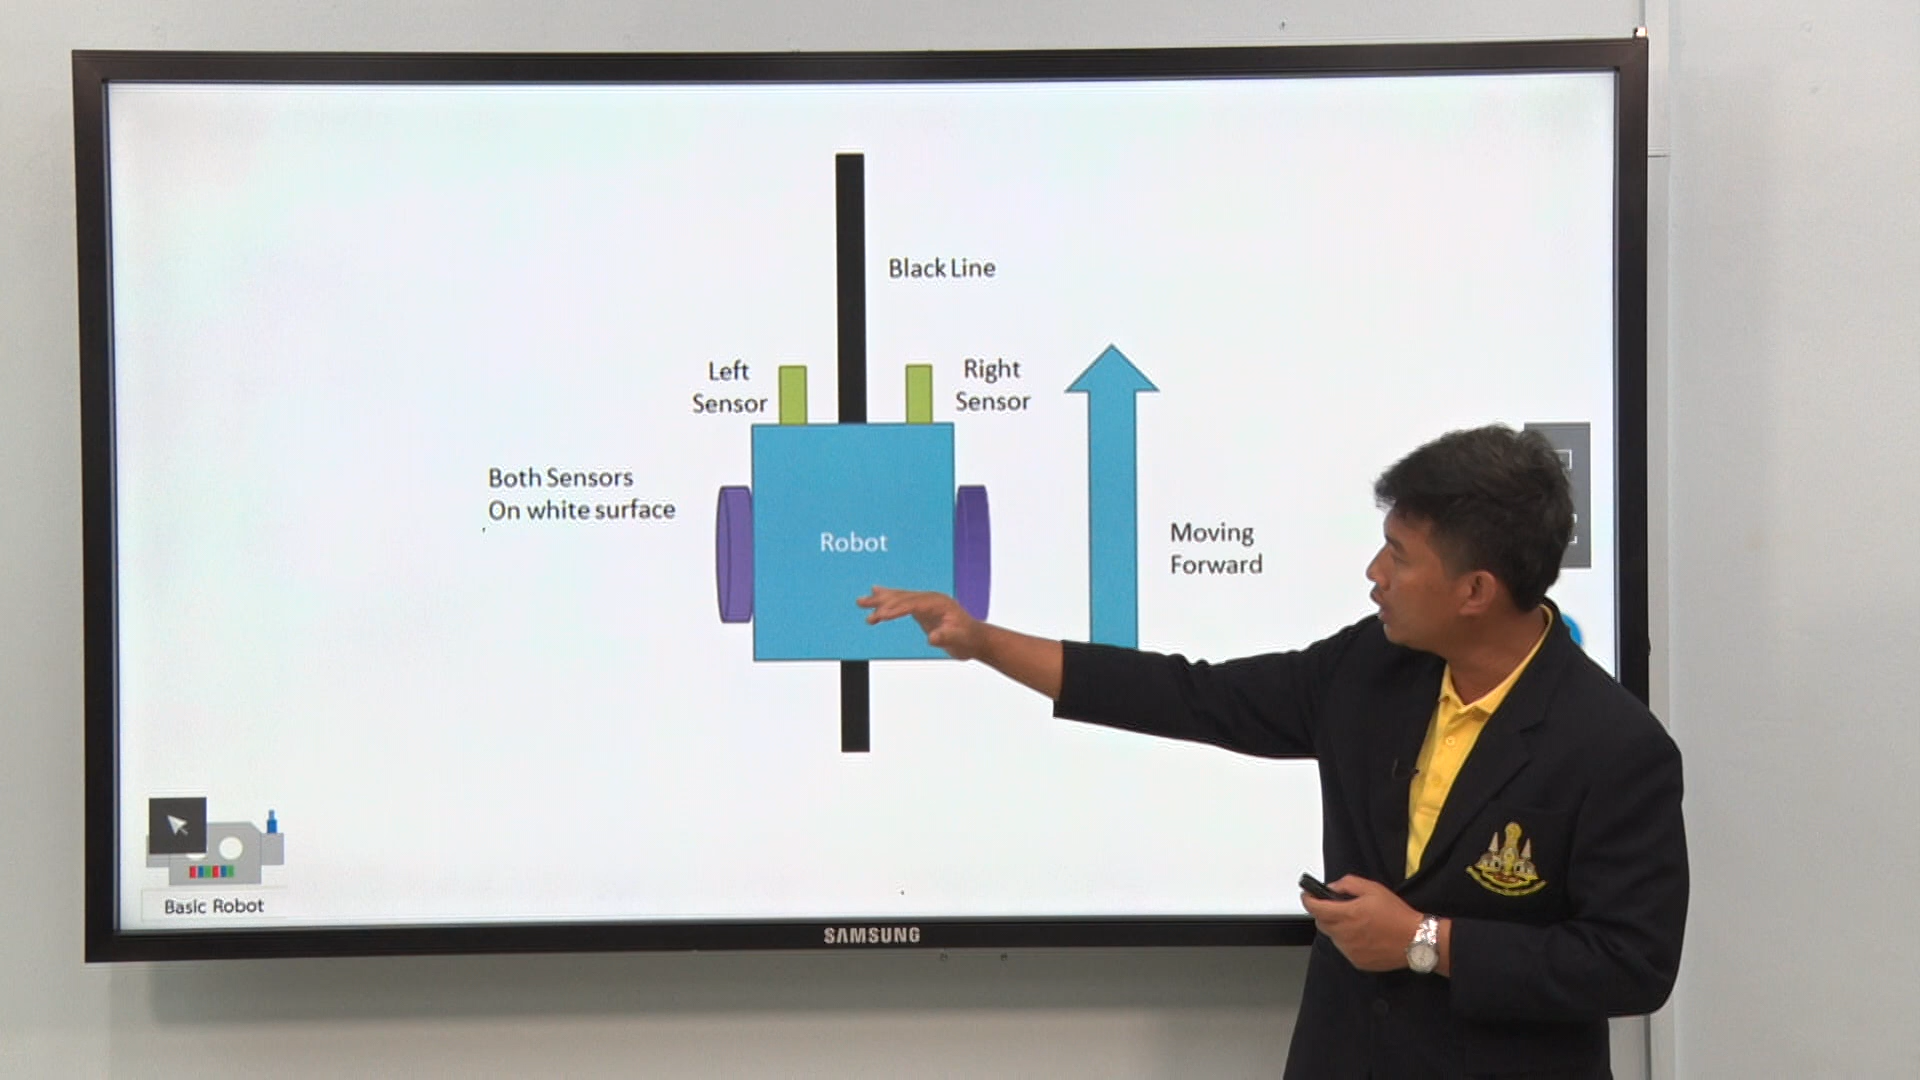 Black Line
Left
Sensor
Right
Sensor
Both Sensors
On white surface
Robot
Moving
Forward
Basic Robot
SAMSUNG